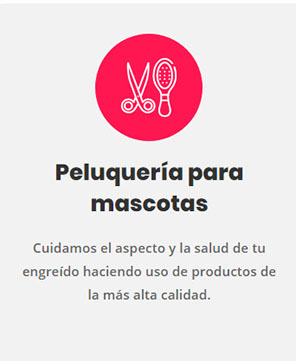 Peluquería para
mascotas
Cuidamos el aspecto y la salud de tu
engreído haciendo uso de productos de
la más alta calidad.